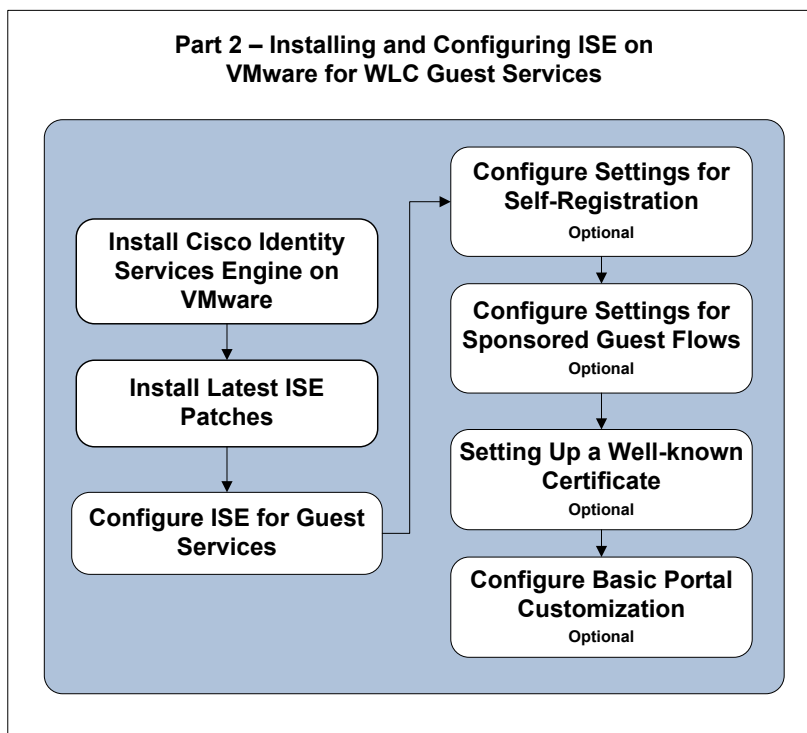 Part 2 – Installing and Configuring ISE on
VMware for WLC Guest Services
Install Cisco Identity
Services Engine on
VMware
Install Latest ISE
Patches
Configure ISE for Guest
Services
Configure Settings for
Self-Registration
Optional
Configure Settings for
Sponsored Guest Flows
Optional
Setting Up a Well-known
Certificate
Optional
Configure Basic Portal
Customization
Optional